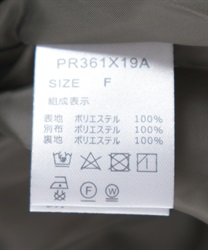 PR361X19A
SIZE F
組成表示
表地 ポリエステル 100%
別布 ポリエステル 100%
裏地 ポリエステル 100%
F W